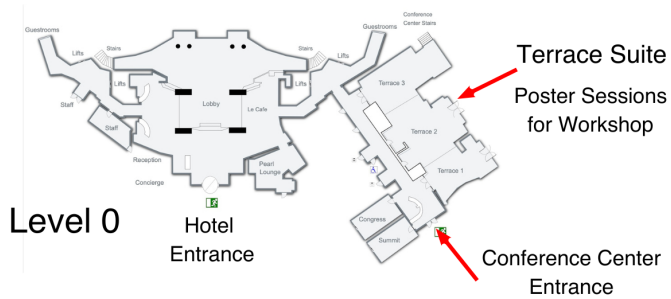 Conference
Center Stairs
Guestrooms
Guestrooms
Stairs
Stairs
Lifts
Lifts
Lifts
Lifts
Terrace Suite
Terrace 3
Poster Sessions
for Workshop
Staff
Lobby
Le Cafe
Staff
Terrace 2
Reception
Pearl
Lounge
Terrace 1
Concierge
Level 0
Hotel
Entrance
Congress
Summit
Conference Center
Entrance